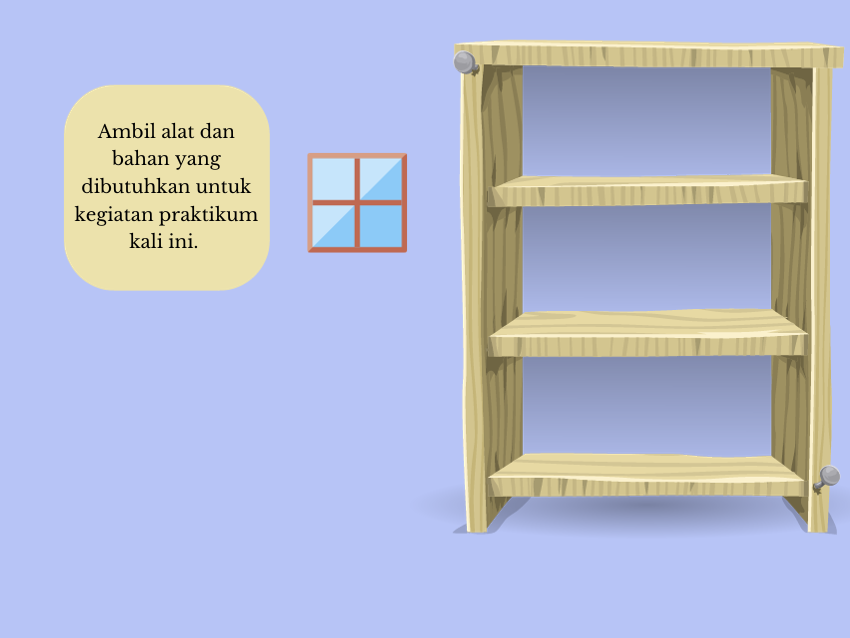 Ambil alat dan
bahan yang
dibutuhkan untuk
kegiatan praktikum
kali ini.